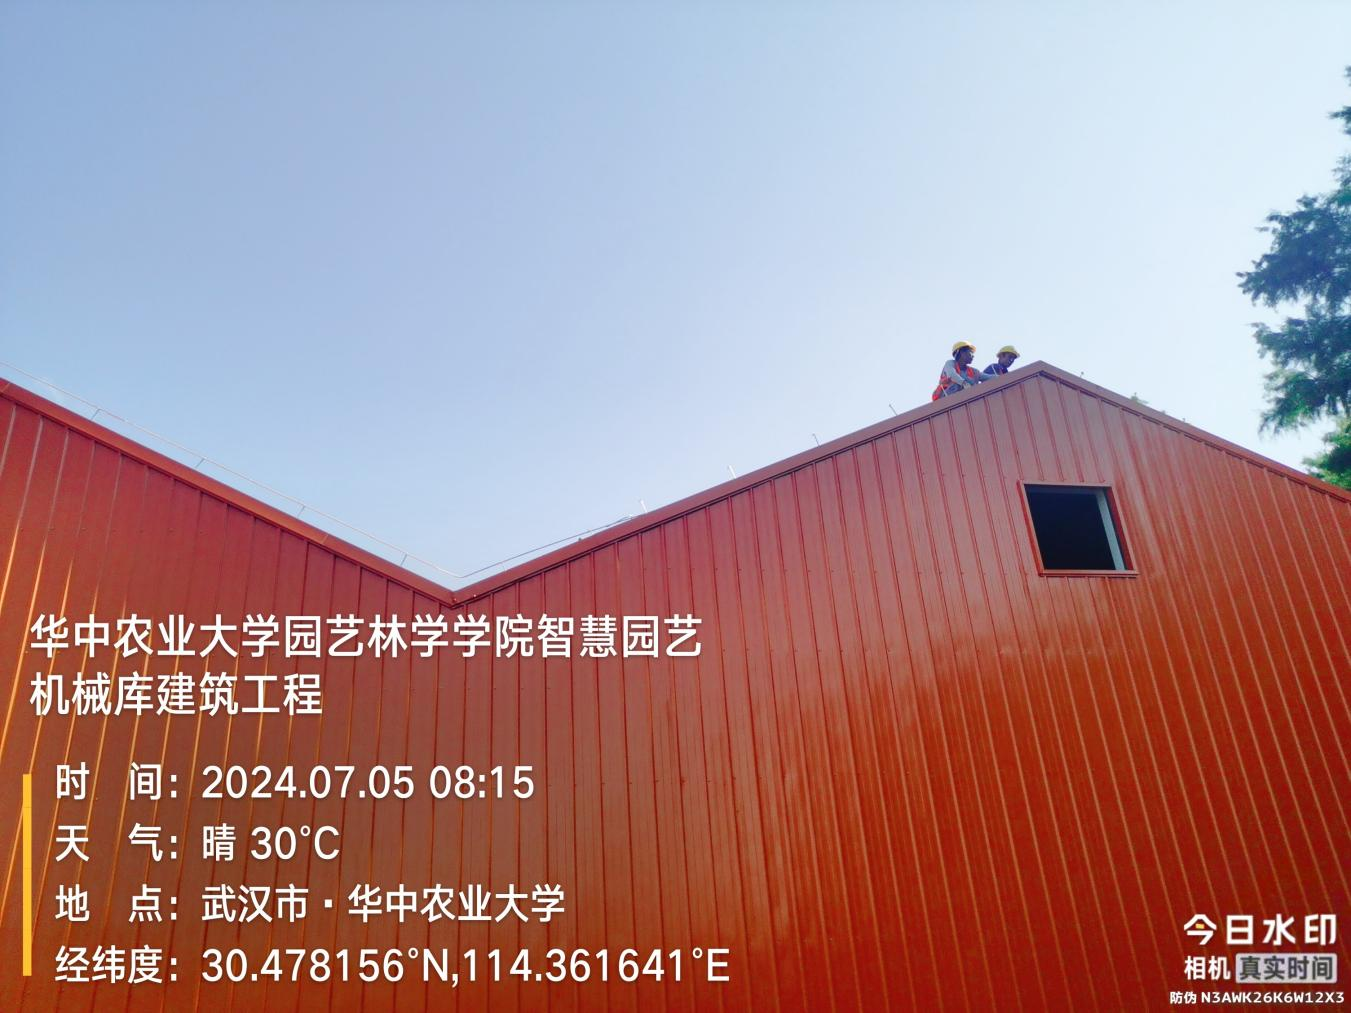 华中农业大学园艺林学学院智慧园艺
机械库建筑工程
时 间：2024.07.05 08:15
天 气：晴 30°C
地 点：武汉市·华中农业大学
经纬度：30.478156°N,114.361641°E
今日水印
相机 真实时间
防伪 N3AWK26K6W12X3